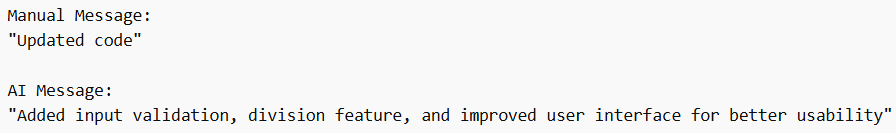 Manual Message:
"Updated code"
AI Message:
"Added input validation, division feature, and improved user interface for better usability"